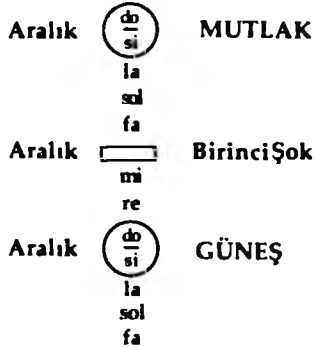 Aralık do MUTLAK
si
la
sol
fa
Aralık BirinciŞok
mi
re
Aralık do GÜNEŞ
si
la
sol
fa